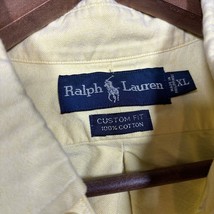 Ralph Lauren
XL
CUSTOM FIT
100% COTTON